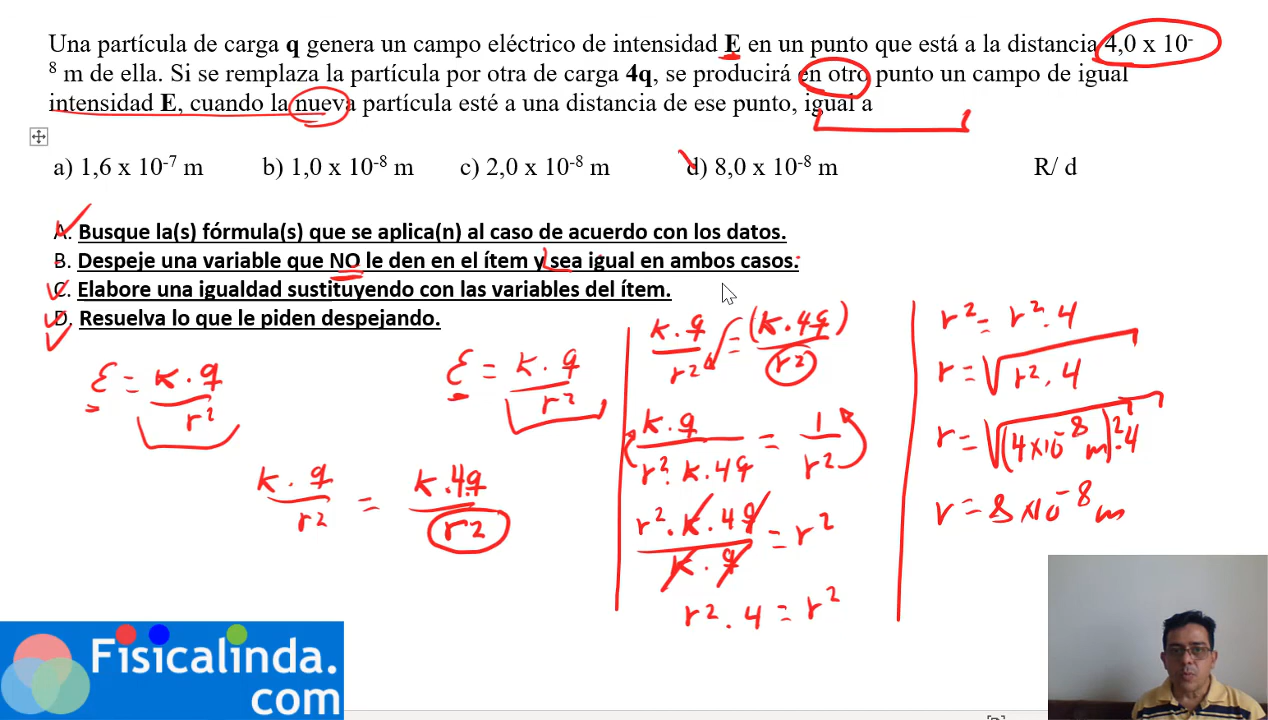 Una partícula de carga q genera un campo eléctrico de intensidad E en un punto que está a la distancia 4,0 x 10-
8 m de ella. Si se remplaza la partícula por otra de carga 4q, se producirá en otro punto un campo de igual
intensidad E, cuando la nueva partícula esté a una distancia de ese punto, igual a
a) 1,6 x 10-7 m b) 1,0 x 10-8 m c) 2,0 x 10-8 m d) 8,0 x 10-8 m R/ d
A. Busque la(s) fórmula(s) que se aplica(n) al caso de acuerdo con los datos.
B. Despeje una variable que NO le den en el ítem y sea igual en ambos casos.
C. Elabore una igualdad sustituyendo con las variables del ítem.
D. Resuelva lo que le piden despejando.
E = k.q / r²
E = k.q / r²
k.q / r² = k.4q / r²
k.q / r² = (k.4q) / r²
k.q / r².k.4q = 1 / r²
r².k.4q / k.q = r²
r².4 = r²
r² = r².4
r = √r².4
r = √(4x10⁻⁸ m)².4
r = 8x10⁻⁸ m
Fisicalinda.
com